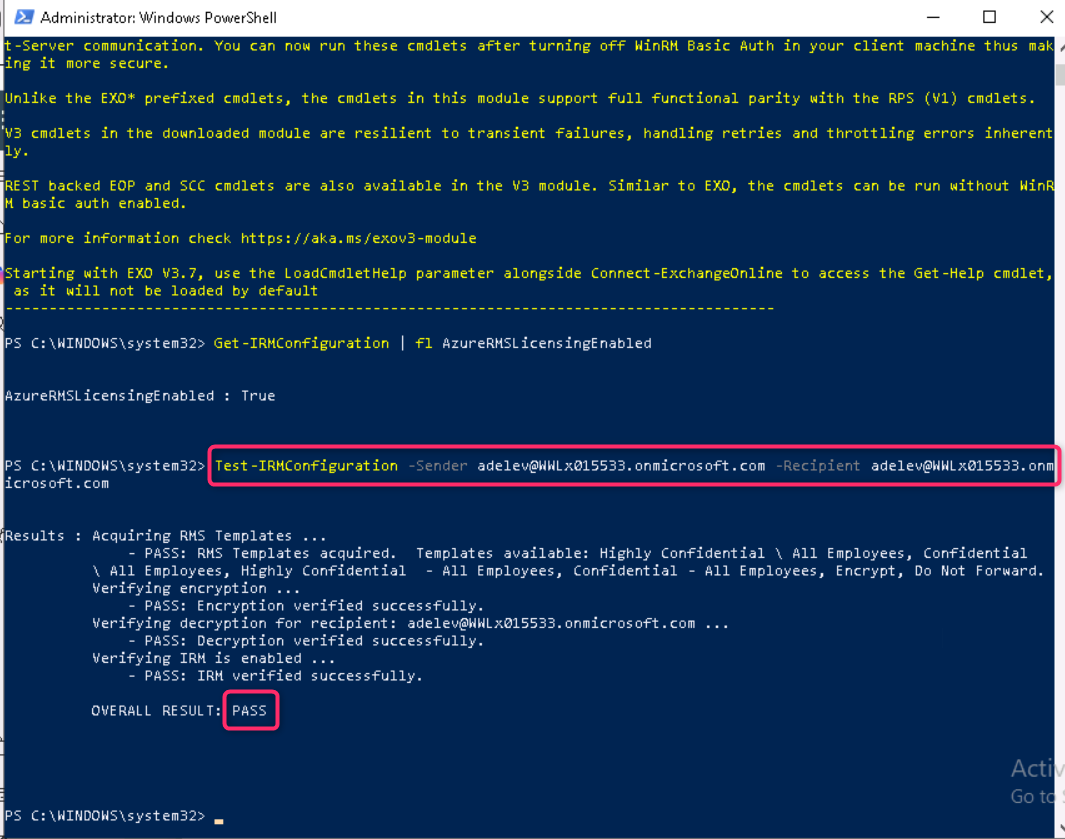 Administrator: Windows PowerShell
t-Server communication. You can now run these cmdlets after turning off WinRM Basic Auth in your client machine thus mak
ing it more secure.
Unlike the EXO* prefixed cmdlets, the cmdlets in this module support full functional parity with the RPS (V1) cmdlets.
V3 cmdlets in the downloaded module are resilient to transient failures, handling retries and throttling errors inherent
ly.
REST backed EOP and SCC cmdlets are also available in the V3 module. Similar to EXO, the cmdlets can be run without WinR
M basic auth enabled.
For more information check https://aka.ms/exov3-module
Starting with EXO V3.7, use the LoadCmdletHelp parameter alongside Connect-ExchangeOnline to access the Get-Help cmdlet,
as it will not be loaded by default
----------------------------------------------------------------------------------------
PS C:\WINDOWS\system32> Get-IRMConfiguration | fl AzureRMSLicensingEnabled
AzureRMSLicensingEnabled : True
PS C:\WINDOWS\system32> Test-IRMConfiguration -Sender adelev@WWLx015533.onmicrosoft.com -Recipient adelev@WWLx015533.onm
icrosoft.com
Results : Acquiring RMS Templates ...
- PASS: RMS Templates acquired.  Templates available: Highly Confidential \ All Employees, Confidential
\ All Employees, Highly Confidential  - All Employees, Confidential - All Employees, Encrypt, Do Not Forward.
Verifying encryption ...
- PASS: Encryption verified successfully.
Verifying decryption for recipient: adelev@WWLx015533.onmicrosoft.com ...
- PASS: Decryption verified successfully.
Verifying IRM is enabled ...
- PASS: IRM verified successfully.
OVERALL RESULT: PASS
Activ
Go to
PS C:\WINDOWS\system32>